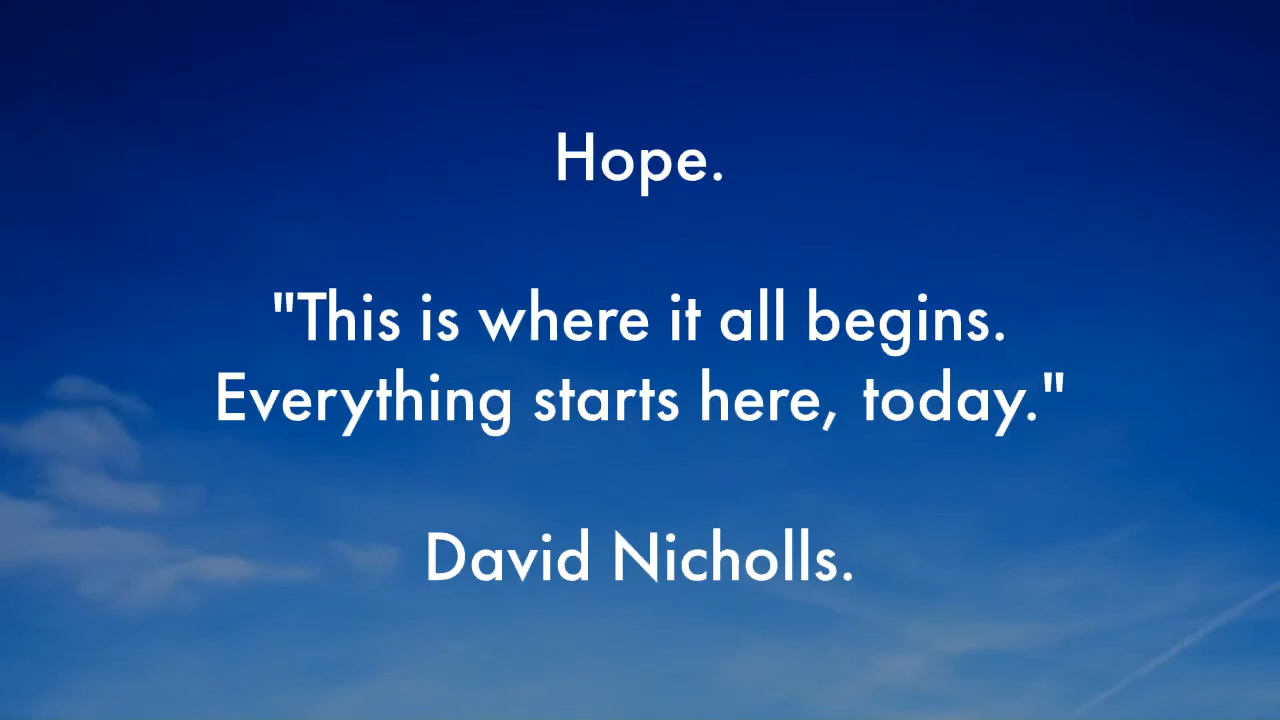 Hope.
"This is where it all begins.
Everything starts here, today."
David Nicholls.